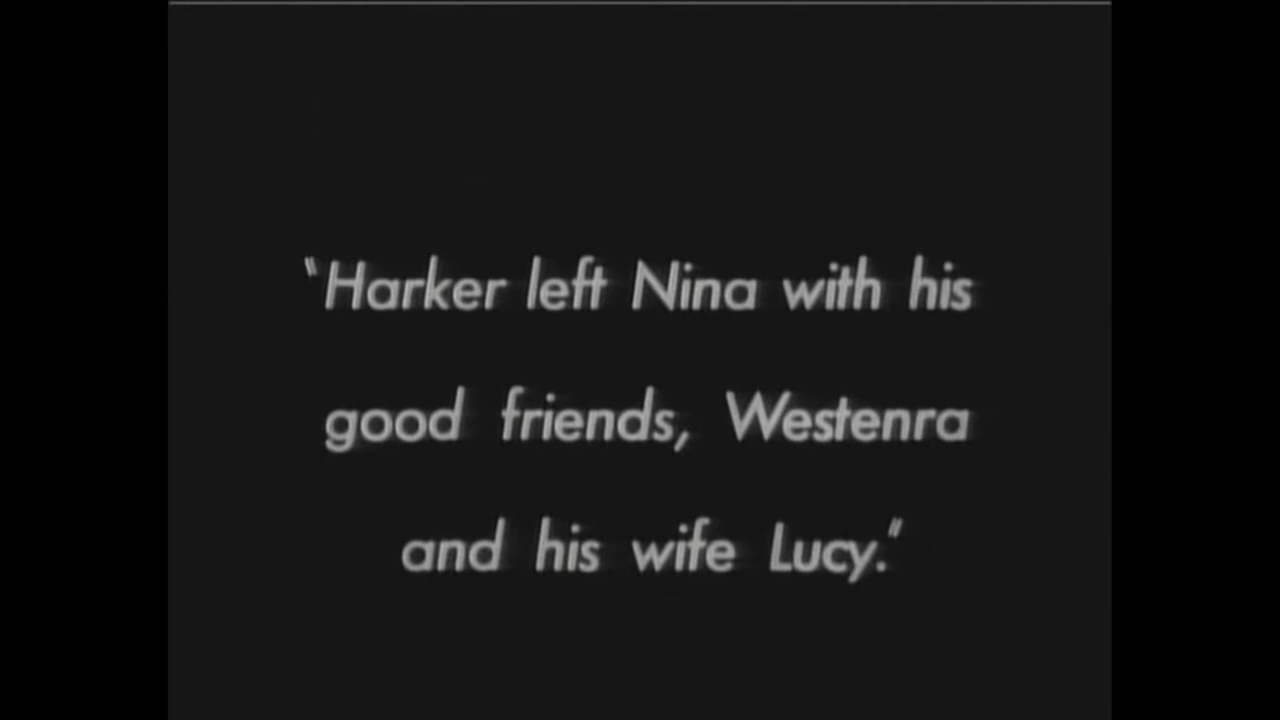 "Harker left Nina with his
good friends, Westenra
and his wife Lucy."